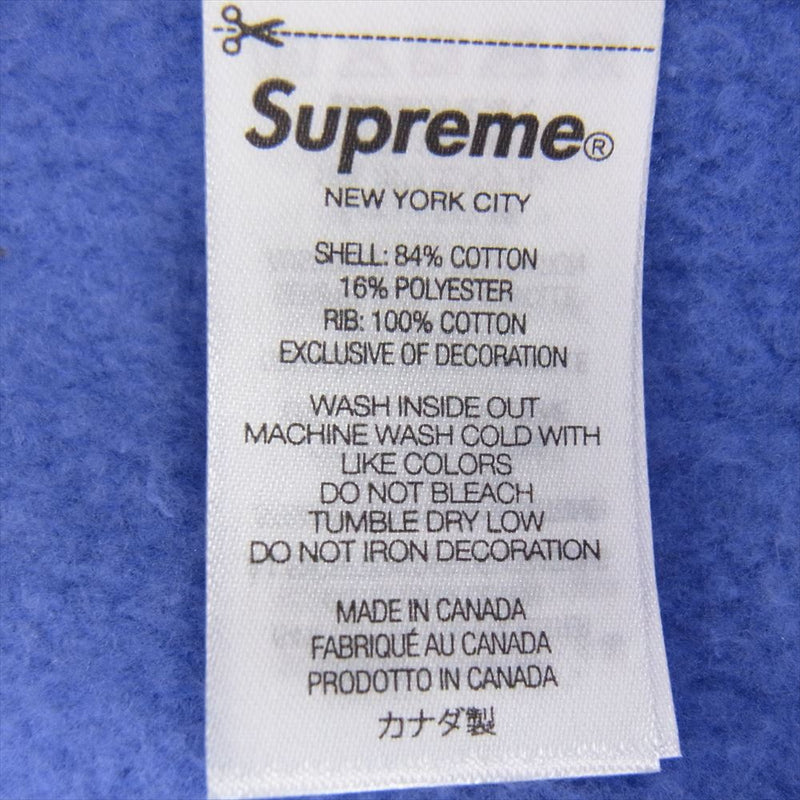 Supreme®
NEW YORK CITY
SHELL: 84% COTTON
16% POLYESTER
RIB: 100% COTTON
EXCLUSIVE OF DECORATION
WASH INSIDE OUT
MACHINE WASH COLD WITH
LIKE COLORS
DO NOT BLEACH
TUMBLE DRY LOW
DO NOT IRON DECORATION
MADE IN CANADA
FABRIQUÉ AU CANADA
PRODOTTO IN CANADA
カナダ製